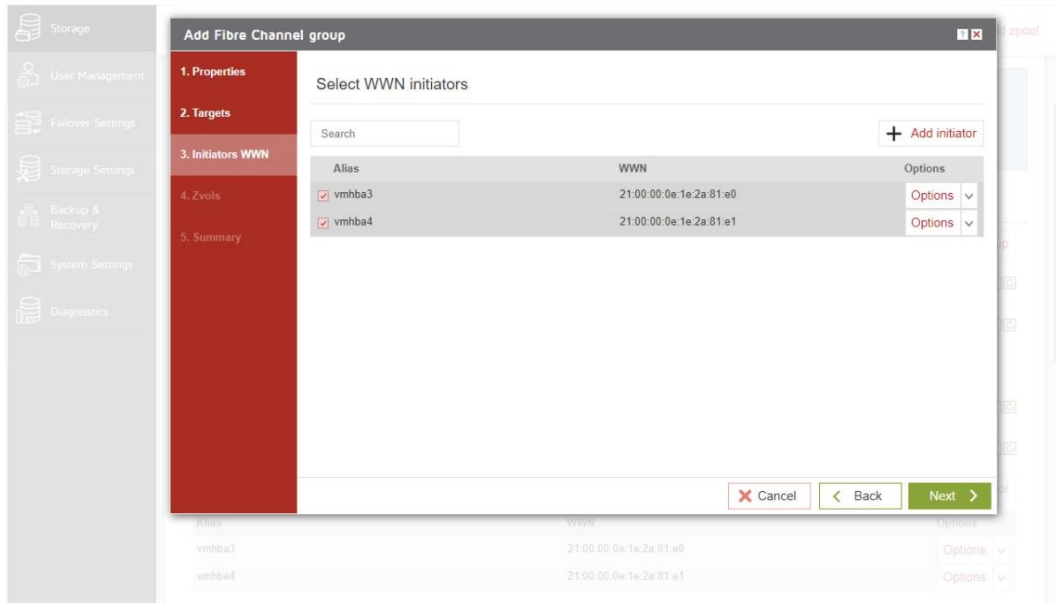 Storage
User Management
Failover Settings
Storage Settings
Backup &
Recovery
System Settings
Diagnostics
zpool
Add Fibre Channel group
?
1. Properties
2. Targets
3. Initiators WWN
4. Zvols
5. Summary
Select WWN initiators
Search
Add initiator
Alias WWN Options
vmhba3 21:00:00:0e:1e:2a:81:e0 Options
vmhba4 21:00:00:0e:1e:2a:81:e1 Options
Cancel
Back
Next
Alias WWN Options
vmhba3 21:00:00:0e:1e:2a:81:e0 Options
vmhba4 21:00:00:0e:1e:2a:81:e1 Options